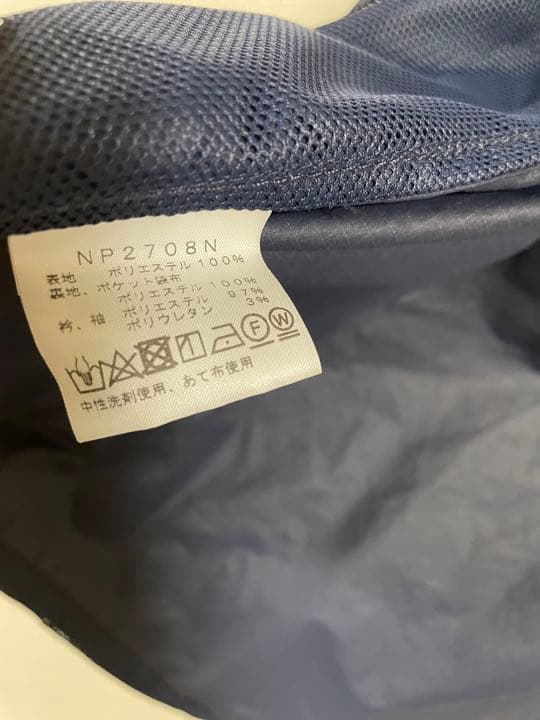 NP2708N
表地 ポリエステル100%
裏地、ポケット袋布
ポリエステル100%
衿、袖 ポリエステル 97%
ポリウレタン 3%
F W
中性洗剤使用、あて布使用